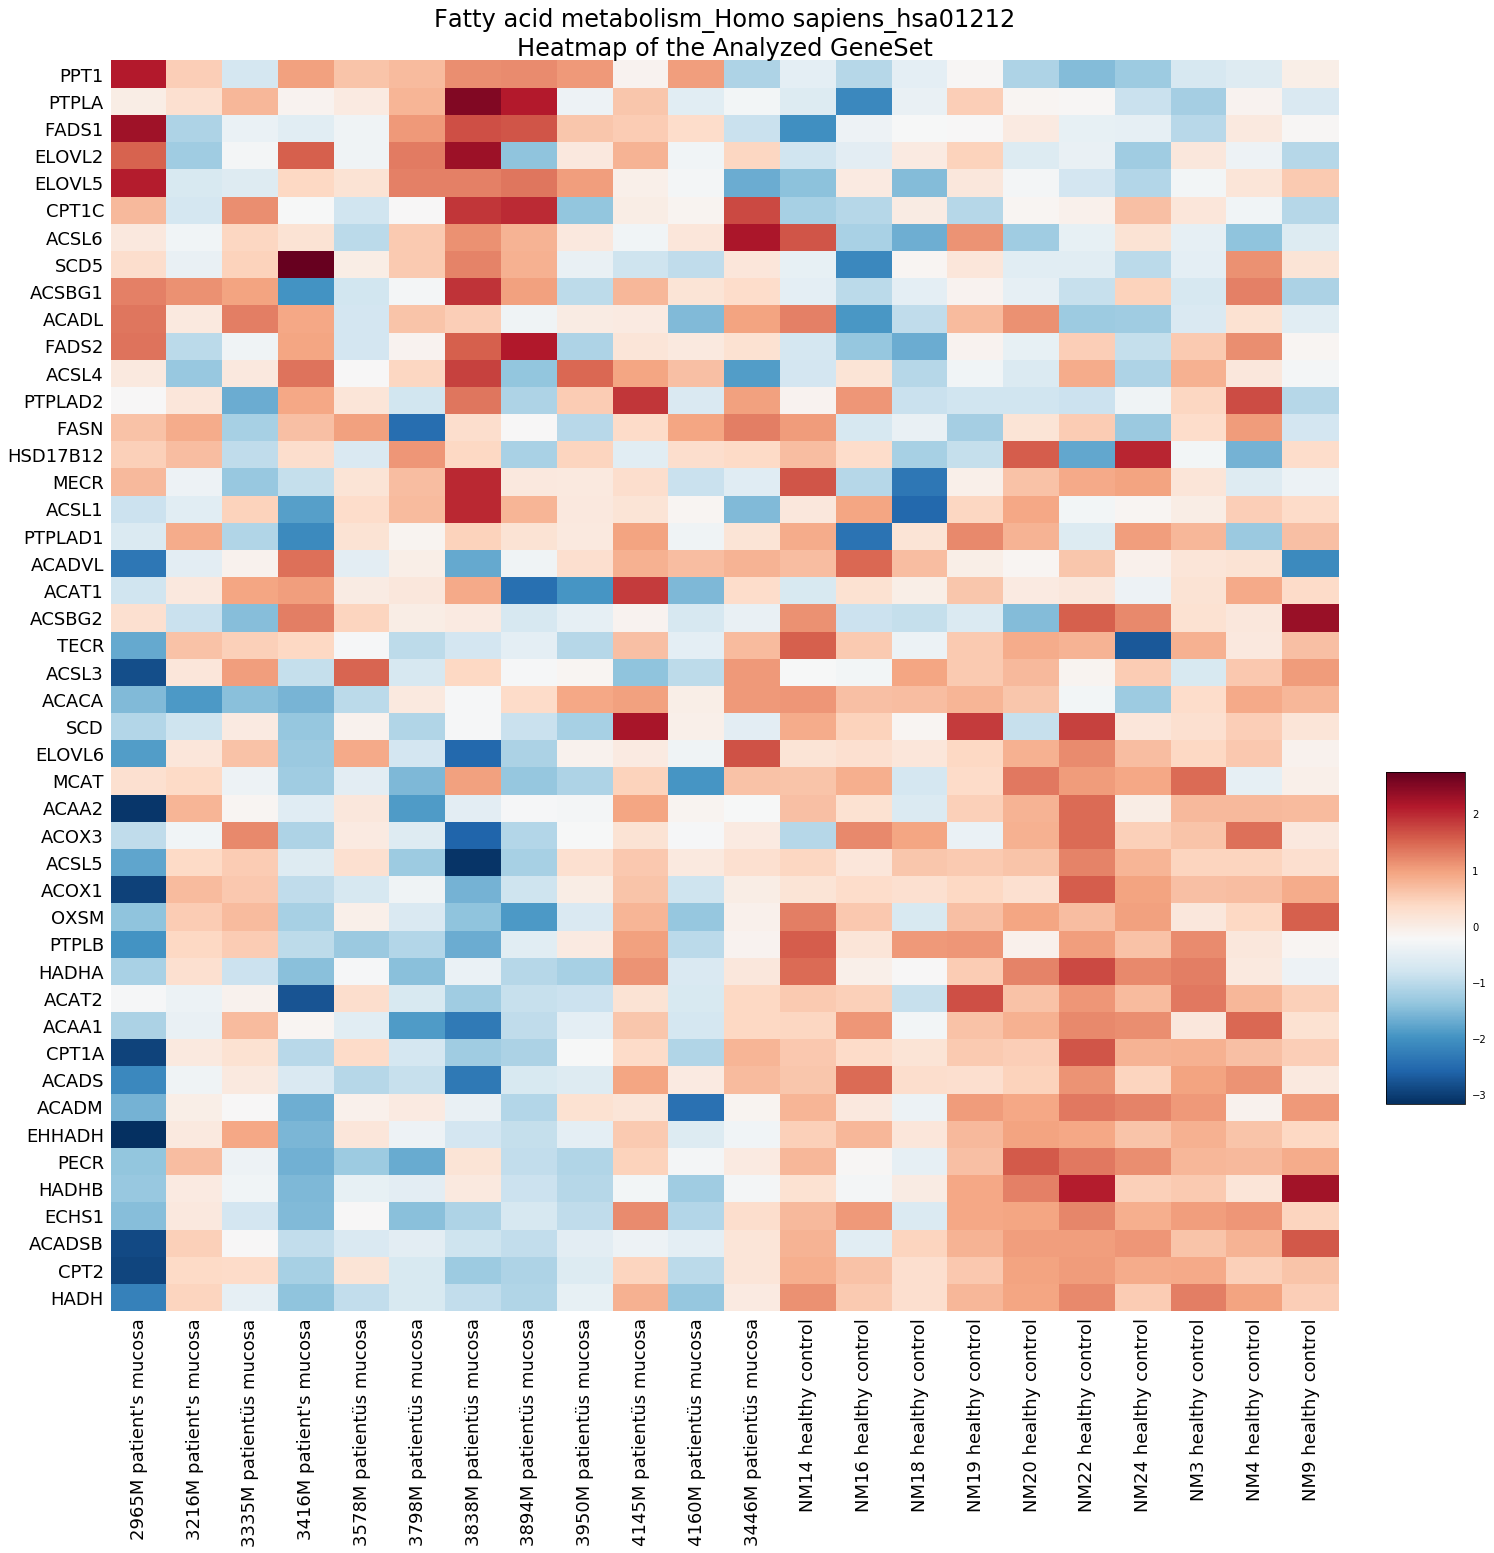 Fatty acid metabolism_Homo sapiens_hsa01212
Heatmap of the Analyzed GeneSet
PPT1
PTPLA
FADS1
ELOVL2
ELOVL5
CPT1C
ACSL6
SCD5
ACSBG1
ACADL
FADS2
ACSL4
PTPLAD2
FASN
HSD17B12
MECR
ACSL1
PTPLAD1
ACADVL
ACAT1
ACSBG2
TECR
ACSL3
ACACA
SCD
ELOVL6
MCAT
ACAA2
ACOX3
ACSL5
ACOX1
OXSM
PTPLB
HADHA
ACAT2
ACAA1
CPT1A
ACADS
ACADM
EHHADH
PECR
HADHB
ECHS1
ACADSB
CPT2
HADH
2965M patient's mucosa
3216M patient's mucosa
3335M patientüs mucosa
3416M patient's mucosa
3578M patientüs mucosa
3798M patientüs mucosa
3838M patientüs mucosa
3894M patientüs mucosa
3950M patientüs mucosa
4145M patientüs mucosa
4160M patientüs mucosa
3446M patientüs mucosa
NM14 healthy control
NM16 healthy control
NM18 healthy control
NM19 healthy control
NM20 healthy control
NM22 healthy control
NM24 healthy control
NM3 healthy control
NM4 healthy control
NM9 healthy control
2
1
0
−1
−2
−3